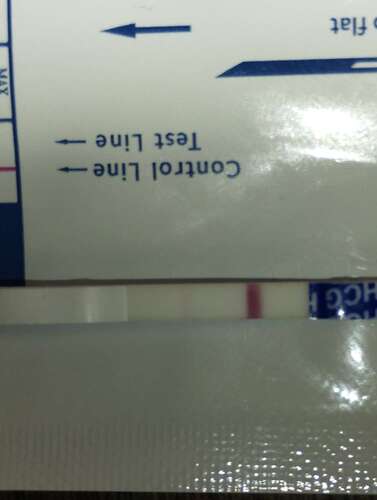 Control Line
Test Line
flat
MAX
HCG